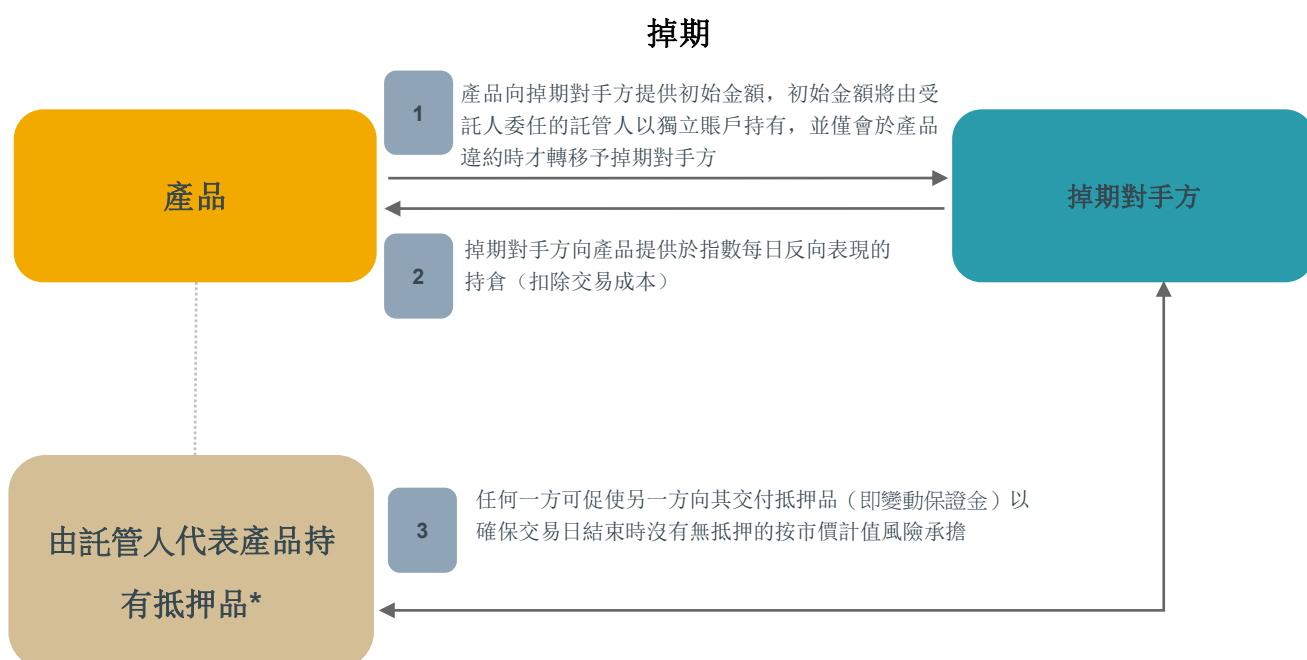 掉期
1
產品向掉期對手方提供初始金額，初始金額將由受
託人委任的託管人以獨立賬戶持有，並僅會於產品
違約時才轉移予掉期對手方
產品
掉期對手方
2
掉期對手方向產品提供於指數每日反向表現的
持倉（扣除交易成本）
3
任何一方可促使另一方向其交付抵押品（即變動保證金）以
確保交易日結束時沒有無抵押的按市價計值風險承擔
由託管人代表產品持
有抵押品*